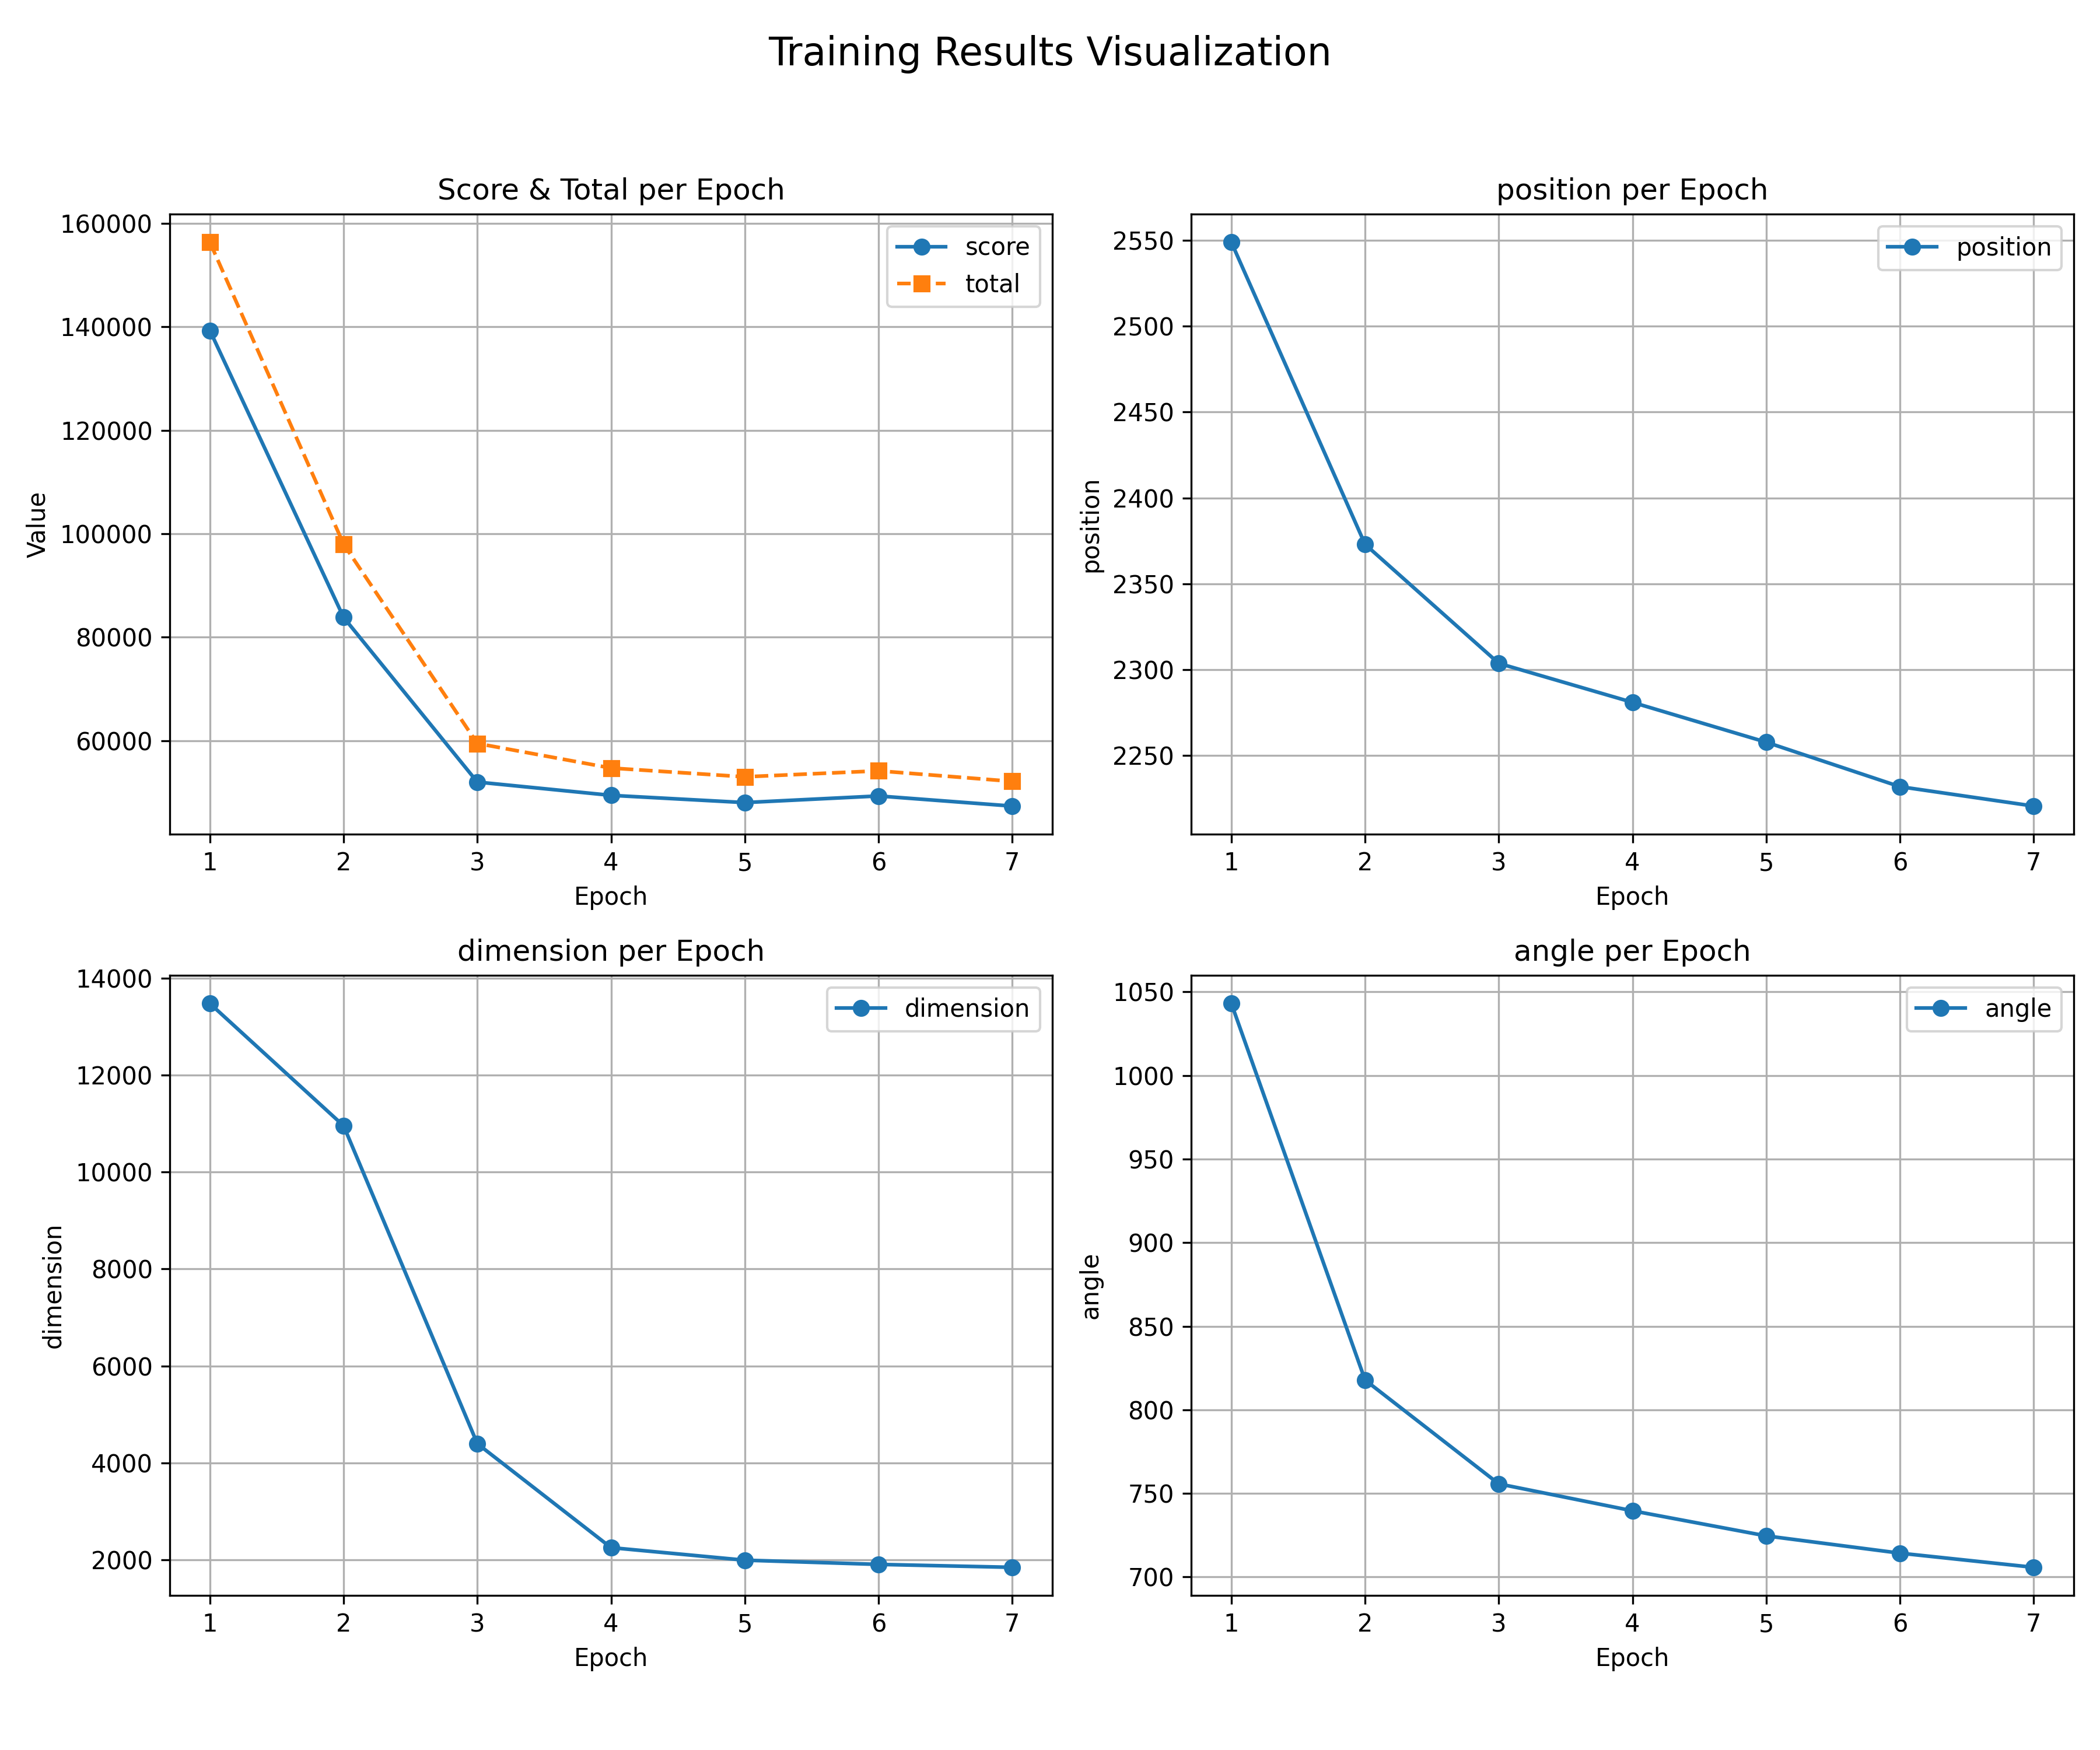 Training Results Visualization
Score & Total per Epoch
160000
140000
120000
100000
80000
60000
Value
score
total
1 2 3 4 5 6 7
Epoch
position per Epoch
2550
2500
2450
2400
2350
2300
2250
position
position
1 2 3 4 5 6 7
Epoch
dimension per Epoch
14000
12000
10000
8000
6000
4000
2000
dimension
dimension
1 2 3 4 5 6 7
Epoch
angle per Epoch
1050
1000
950
900
850
800
750
700
angle
angle
1 2 3 4 5 6 7
Epoch